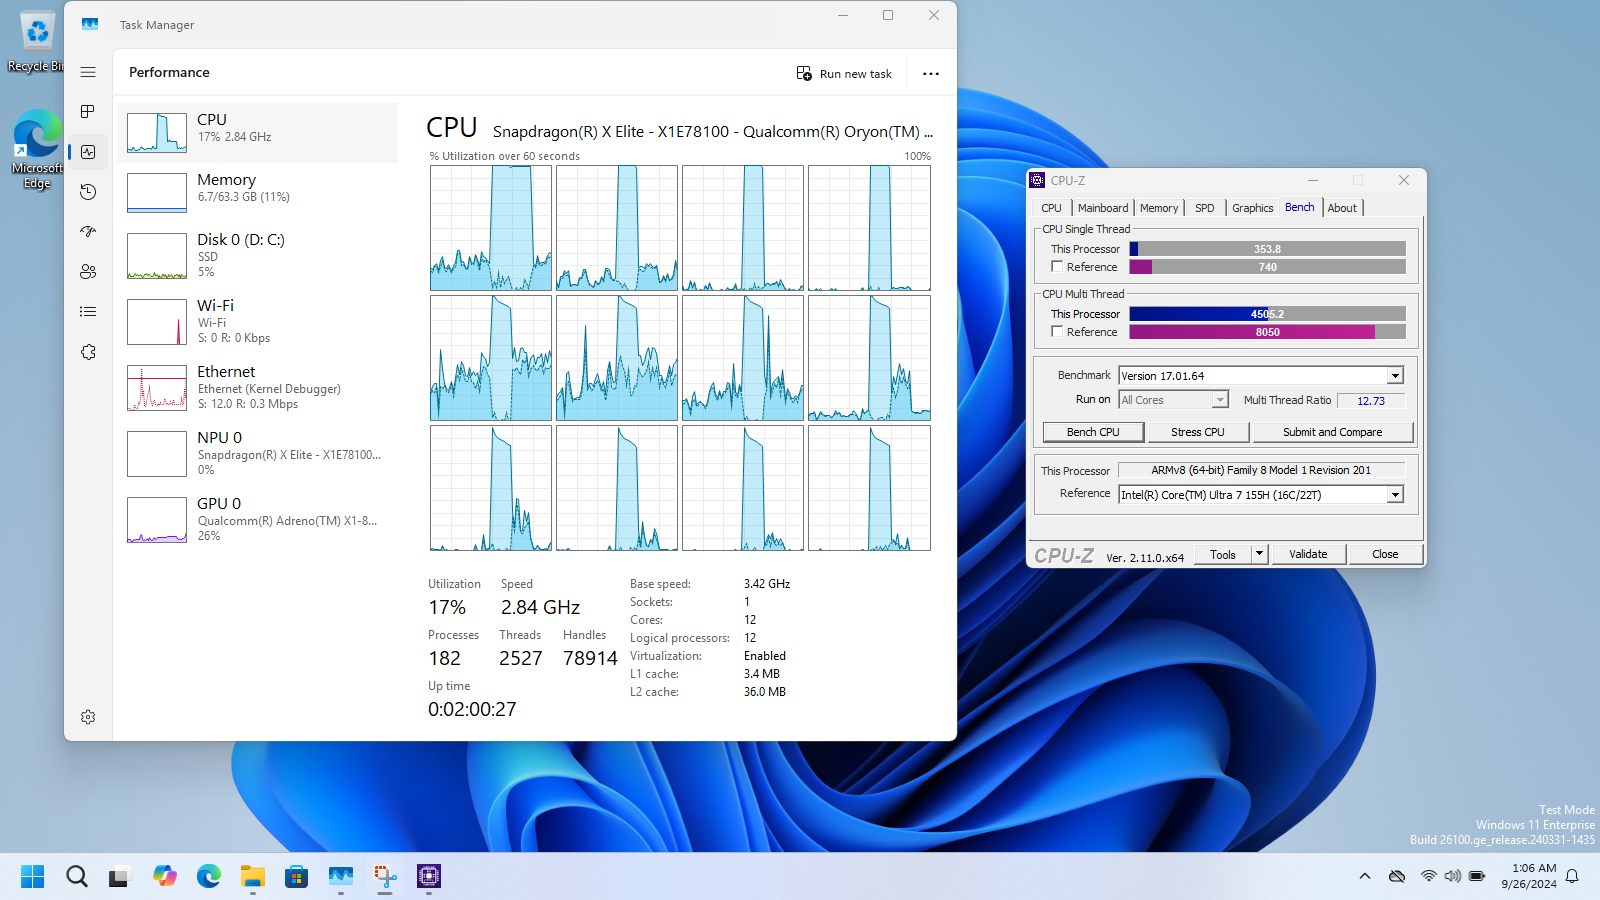 Recycle Bin
Microsoft
Edge
Task Manager
Performance
Run new task
CPU
17% 2.84 GHz
Memory
6.7/63.3 GB (11%)
Disk 0 (D: C:)
SSD
5%
Wi-Fi
Wi-Fi
S: 0 R: 0 Kbps
Ethernet
Ethernet (Kernel Debugger)
S: 12.0 R: 0.3 Mbps
NPU 0
Snapdragon(R) X Elite - X1E78100...
0%
GPU 0
Qualcomm(R) Adreno(TM) X1-8...
26%
CPU Snapdragon(R) X Elite - X1E78100 - Qualcomm(R) Oryon(TM) ...
% Utilization over 60 seconds 100%
Utilization Speed
17% 2.84 GHz
Processes Threads Handles
182 2527 78914
Up time
0:02:00:27
Base speed: 3.42 GHz
Sockets: 1
Cores: 12
Logical processors: 12
Virtualization: Enabled
L1 cache: 3.4 MB
L2 cache: 36.0 MB
CPU-Z
CPU Mainboard Memory SPD Graphics Bench About
CPU Single Thread
This Processor 353.8
Reference 740
CPU Multi Thread
This Processor 4505.2
Reference 8050
Benchmark Version 17.01.64
Run on All Cores Multi Thread Ratio 12.73
Bench CPU Stress CPU Submit and Compare
This Processor ARMv8 (64-bit) Family 8 Model 1 Revision 201
Reference Intel(R) Core(TM) Ultra 7 155H (16C/22T)
CPU-Z Ver. 2.11.0.x64 Tools Validate Close
Test Mode
Windows 11 Enterprise
Build 26100.ge_release.240331-1435
1:06 AM
9/26/2024